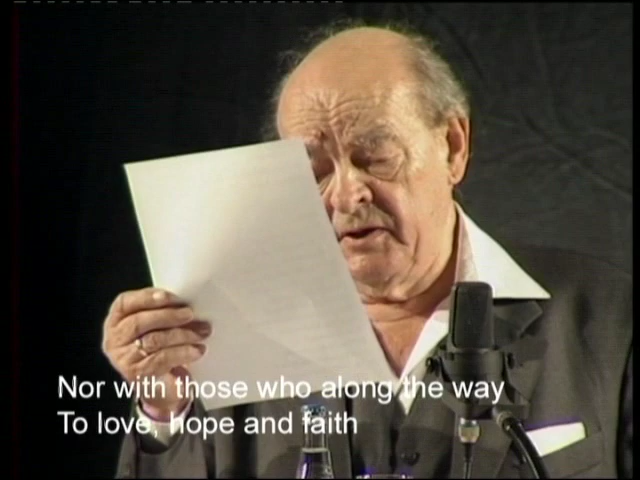 Nor with those who along the way
To love, hope and faith